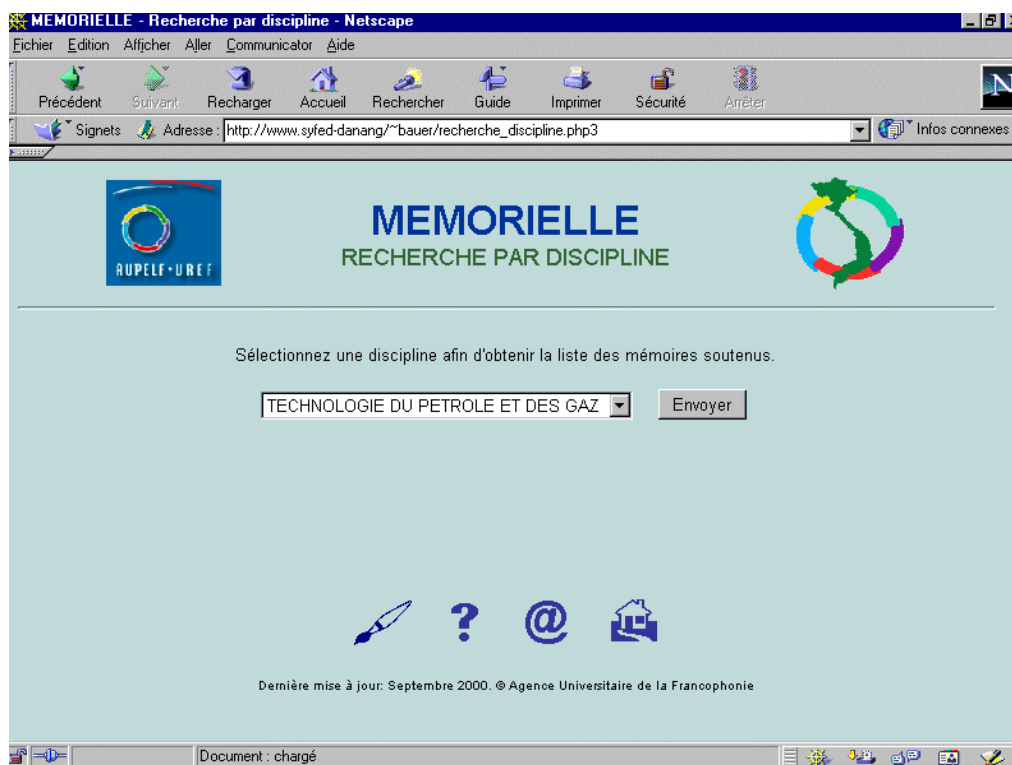 MEMORIELLE - Recherche par discipline - Netscape
Fichier Edition Afficher Aller Communicator Aide
Précédent Suivant Recharger Accueil Rechercher Guide Imprimer Sécurité Arrêter
N
Signets Adresse : http://www.syfed-danang/~bauer/recherche_discipline.php3 Infos connexes
AUPELF·UREF
MEMORIELLE
RECHERCHE PAR DISCIPLINE
Sélectionnez une discipline afin d'obtenir la liste des mémoires soutenus.
TECHNOLOGIE DU PETROLE ET DES GAZ Envoyer
? @
Dernière mise à jour: Septembre 2000. © Agence Universitaire de la Francophonie
Document : chargé